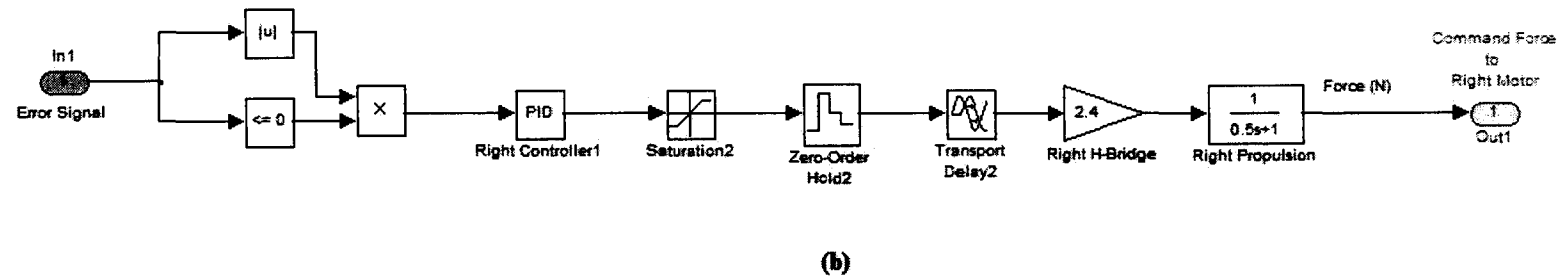 In1
Error Signal
|u|
<= 0
×
PID
Right Controller1
Saturation2
Zero-Order
Hold2
Transport
Delay2
2.4
Right H-Bridge
1
0.5s+1
Right Propulsion
Force (N)
Command Force
to
Right Motor
1
Out1
(b)